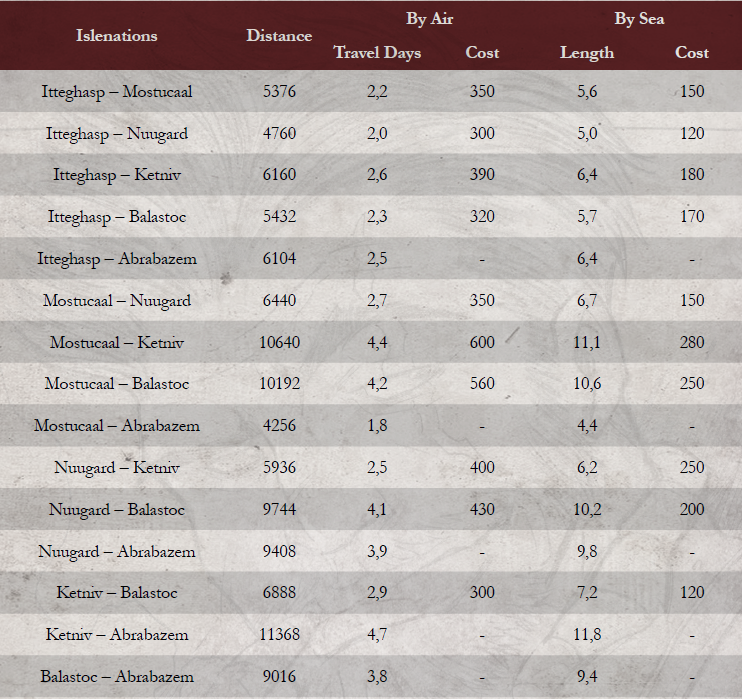 By Air By Sea
Islenations Distance
Travel Days Cost Length Cost
Itteghasp – Mostucaal 5376 2,2 350 5,6 150
Itteghasp – Nuugard 4760 2,0 300 5,0 120
Itteghasp – Ketniv 6160 2,6 390 6,4 180
Itteghasp – Balastoc 5432 2,3 320 5,7 170
Itteghasp – Abrabazem 6104 2,5 - 6,4 -
Mostucaal – Nuugard 6440 2,7 350 6,7 150
Mostucaal – Ketniv 10640 4,4 600 11,1 280
Mostucaal – Balastoc 10192 4,2 560 10,6 250
Mostucaal – Abrabazem 4256 1,8 - 4,4 -
Nuugard – Ketniv 5936 2,5 400 6,2 250
Nuugard – Balastoc 9744 4,1 430 10,2 200
Nuugard – Abrabazem 9408 3,9 - 9,8 -
Ketniv – Balastoc 6888 2,9 300 7,2 120
Ketniv – Abrabazem 11368 4,7 - 11,8 -
Balastoc – Abrabazem 9016 3,8 - 9,4 -